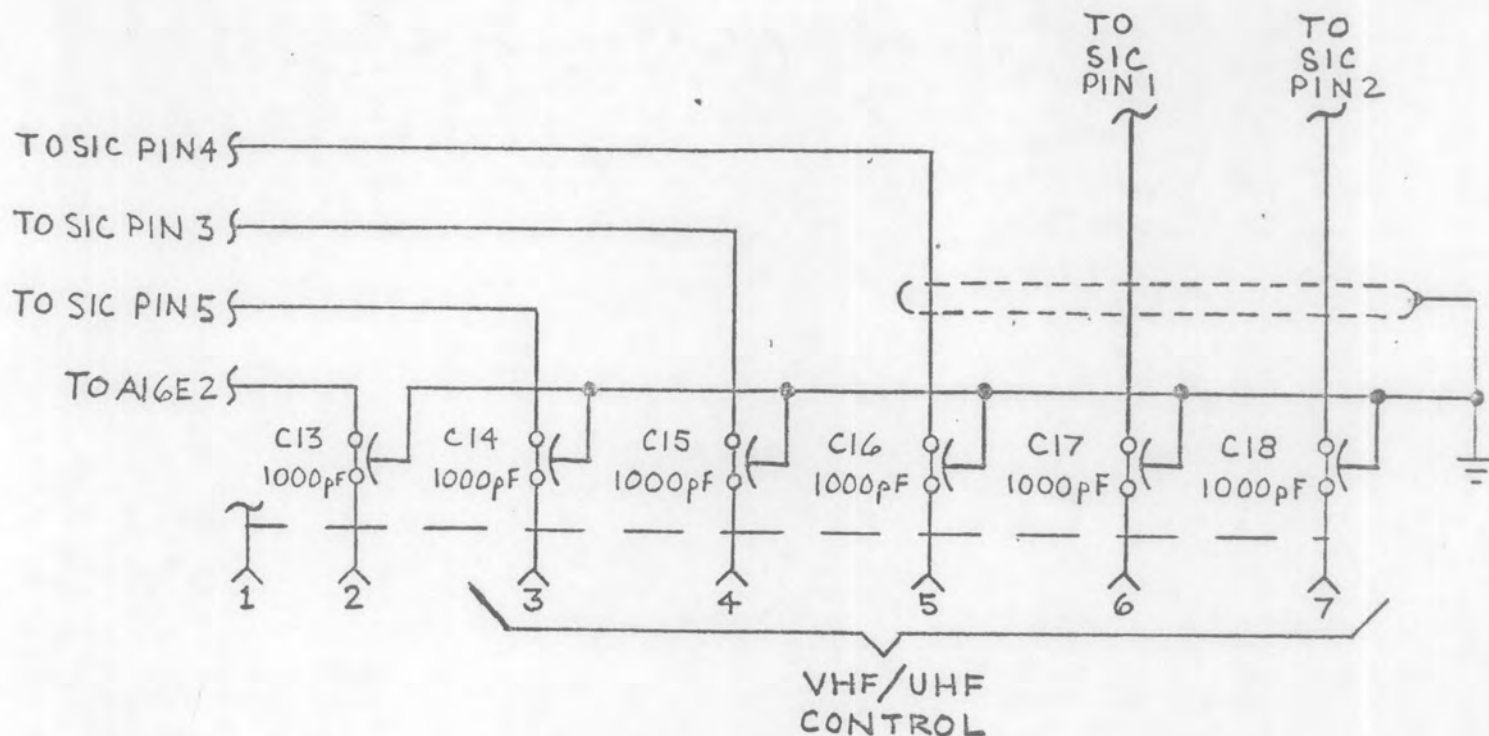 TO
SIC
PIN 1
TO
SIC
PIN 2
TO SIC PIN 4
TO SIC PIN 3
TO SIC PIN 5
TO A16E2
C13
1000pF
C14
1000pF
C15
1000pF
C16
1000pF
C17
1000pF
C18
1000pF
1 2 3 4 5 6 7
VHF/UHF
CONTROL